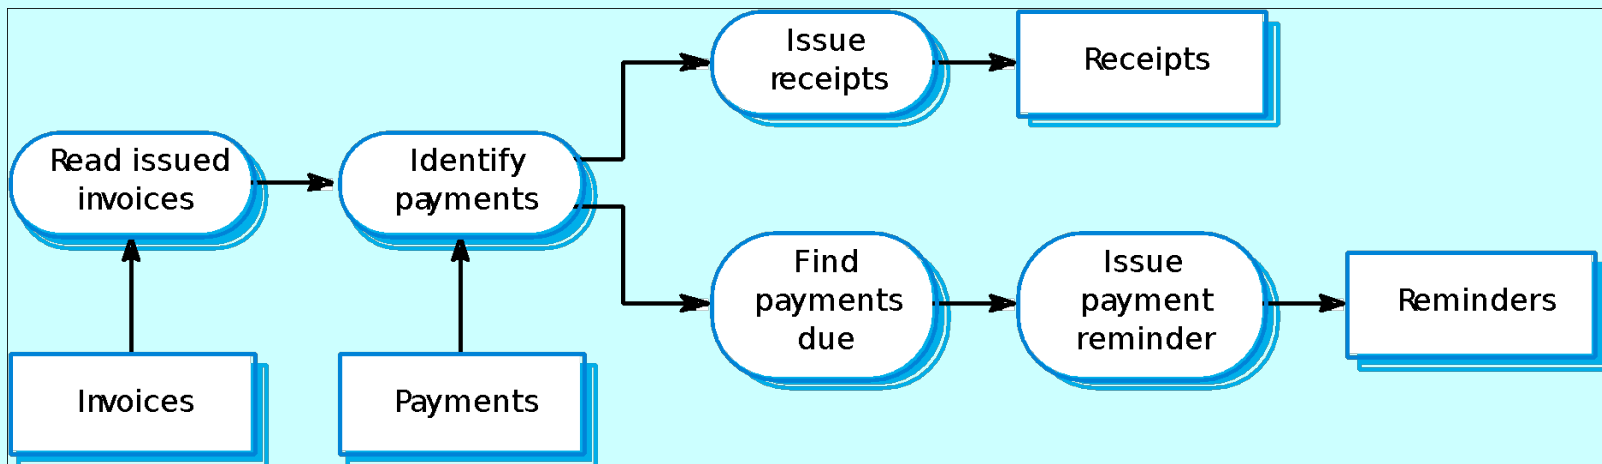 Issue
receipts
Receipts
Read issued
invoices
Identify
payments
Find
payments
due
Issue
payment
reminder
Reminders
Invoices
Payments